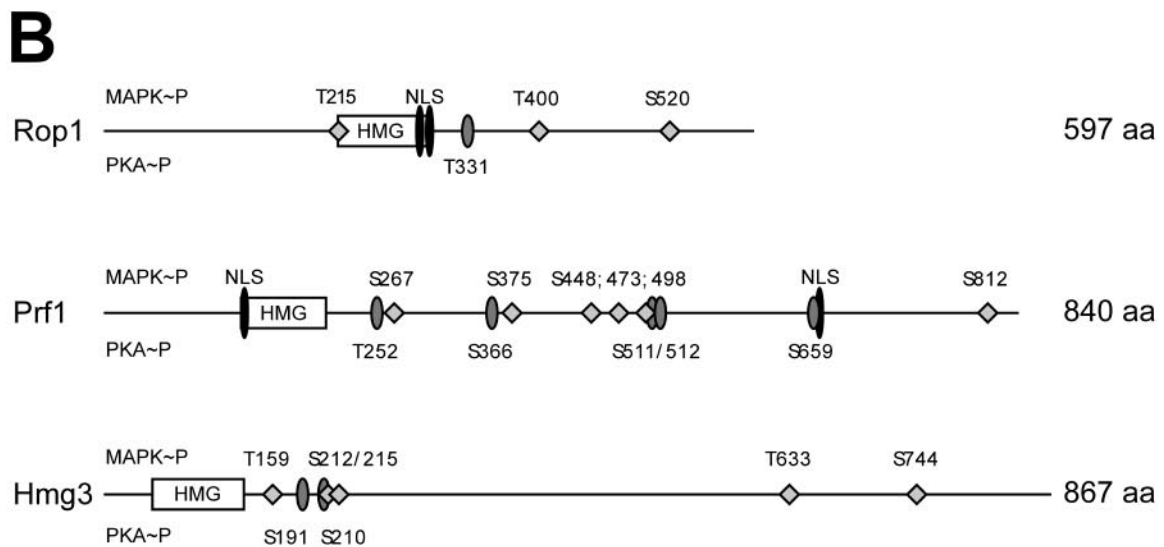 B
MAPK~P T215 NLS T400 S520
Rop1 HMG 597 aa
PKA~P T331
MAPK~P NLS S267 S375 S448; 473; 498 NLS S812
Prf1 HMG 840 aa
PKA~P T252 S366 S511/512 S659
MAPK~P T159 S212/215 T633 S744
Hmg3 HMG 867 aa
PKA~P S191 S210